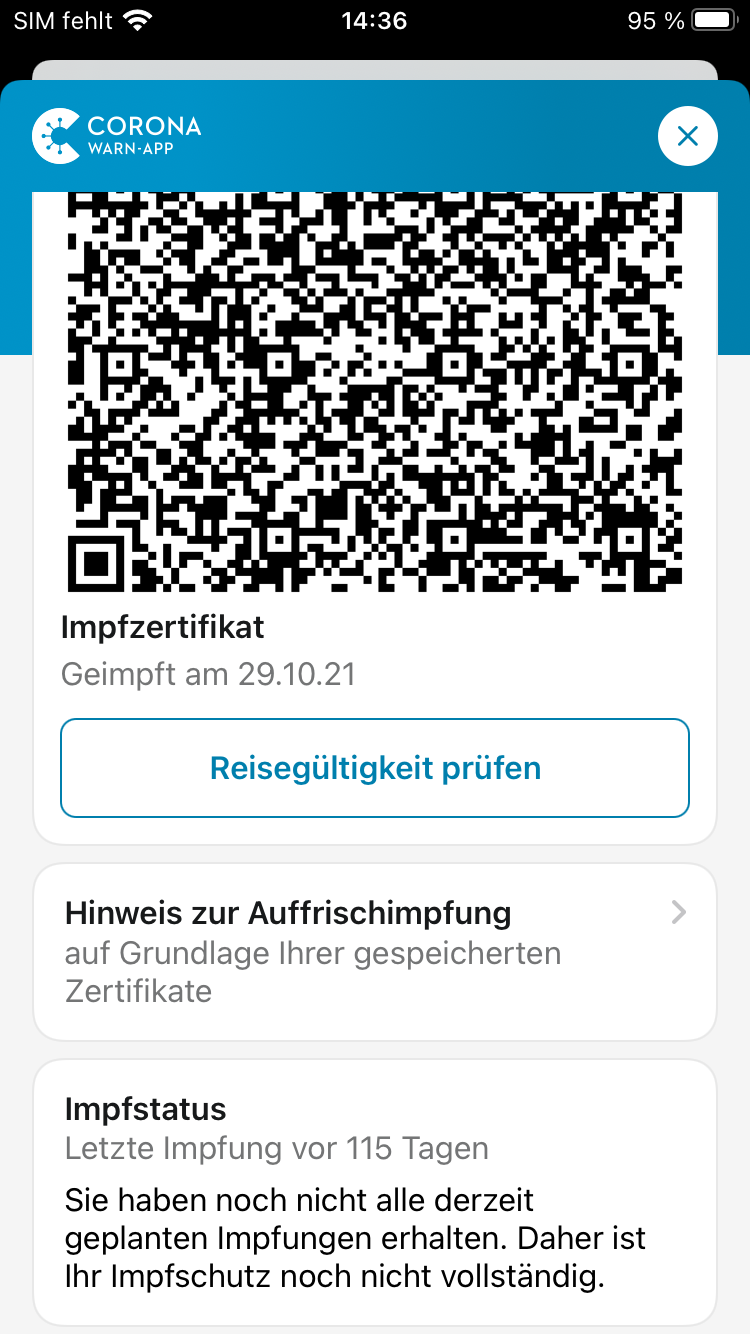 SIM fehlt 14:36 95 %
CORONA
WARN-APP
Impfzertifikat
Geimpft am 29.10.21
Reisegültigkeit prüfen
Hinweis zur Auffrischimpfung
auf Grundlage Ihrer gespeicherten
Zertifikate
Impfstatus
Letzte Impfung vor 115 Tagen
Sie haben noch nicht alle derzeit
geplanten Impfungen erhalten. Daher ist
Ihr Impfschutz noch nicht vollständig.